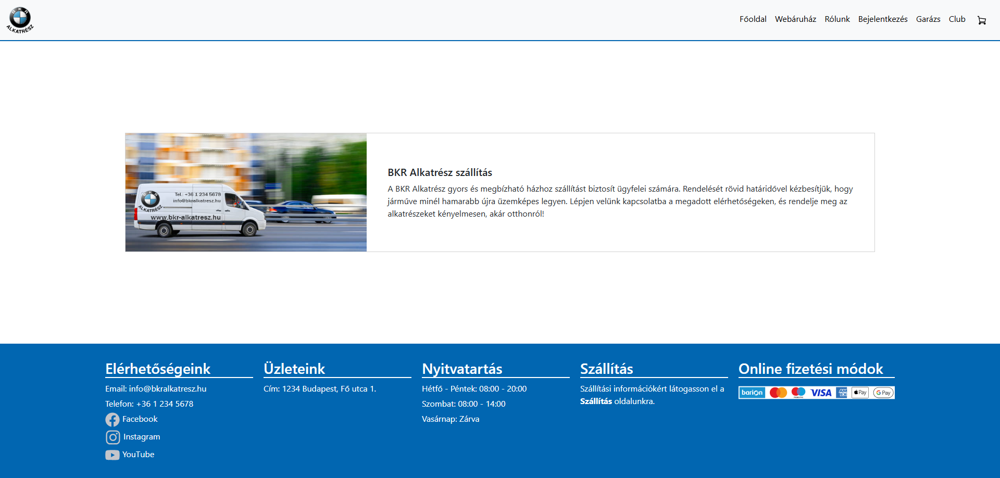 BKR
ALKATRÉSZ
Főoldal Webáruház Rólunk Bejelentkezés Garázs Club
BKR
ALKATRÉSZ
Tel.: +36 1 234 5678
info@bkralkatresz.hu
www.bkr-alkatresz.hu
BKR Alkatrész szállítás
A BKR Alkatrész gyors és megbízható házhoz szállítást biztosít ügyfelei számára. Rendelését rövid határidővel kézbesítjük, hogy
járműve minél hamarabb újra üzemképes legyen. Lépjen velünk kapcsolatba a megadott elérhetőségeken, és rendelje meg az
alkatrészeket kényelmesen, akár otthonról!
Elérhetőségeink
Email: info@bkralkatresz.hu
Telefon: +36 1 234 5678
Facebook
Instagram
YouTube
Üzleteink
Cím: 1234 Budapest, Fő utca 1.
Nyitvatartás
Hétfő - Péntek: 08:00 - 20:00
Szombat: 08:00 - 14:00
Vasárnap: Zárva
Szállítás
Szállítási információkért látogasson el a
Szállítás oldalunkra.
Online fizetési módok
barion maestro VISA AM EX Pay G Pay